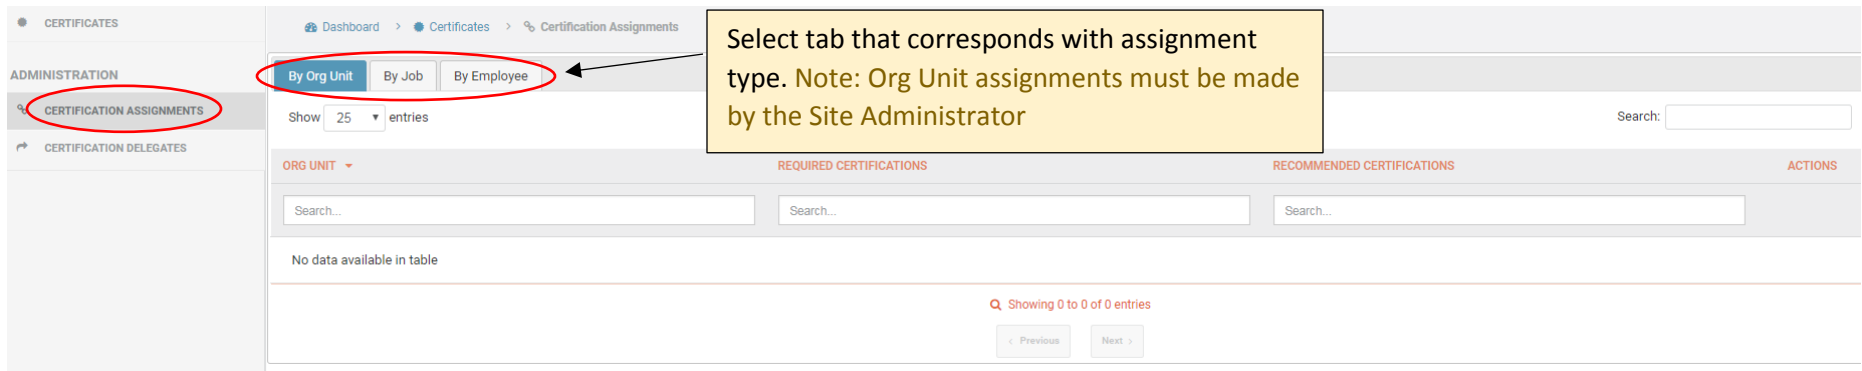 CERTIFICATES
ADMINISTRATION
CERTIFICATION ASSIGNMENTS
CERTIFICATION DELEGATES
Dashboard > Certificates > Certification Assignments
Select tab that corresponds with assignment
type. Note: Org Unit assignments must be made
by the Site Administrator
By Org Unit By Job By Employee
Show 25 entries
Search:
ORG UNIT REQUIRED CERTIFICATIONS RECOMMENDED CERTIFICATIONS ACTIONS
Search... Search... Search...
No data available in table
Showing 0 to 0 of 0 entries
‹ Previous Next ›